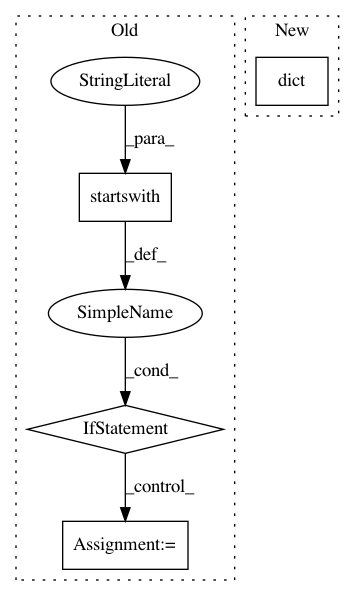 Old
New
StringLiteral
dict
_para_
startswith
_def_
SimpleName
_cond_
IfStatement
_control_
Assignment:=